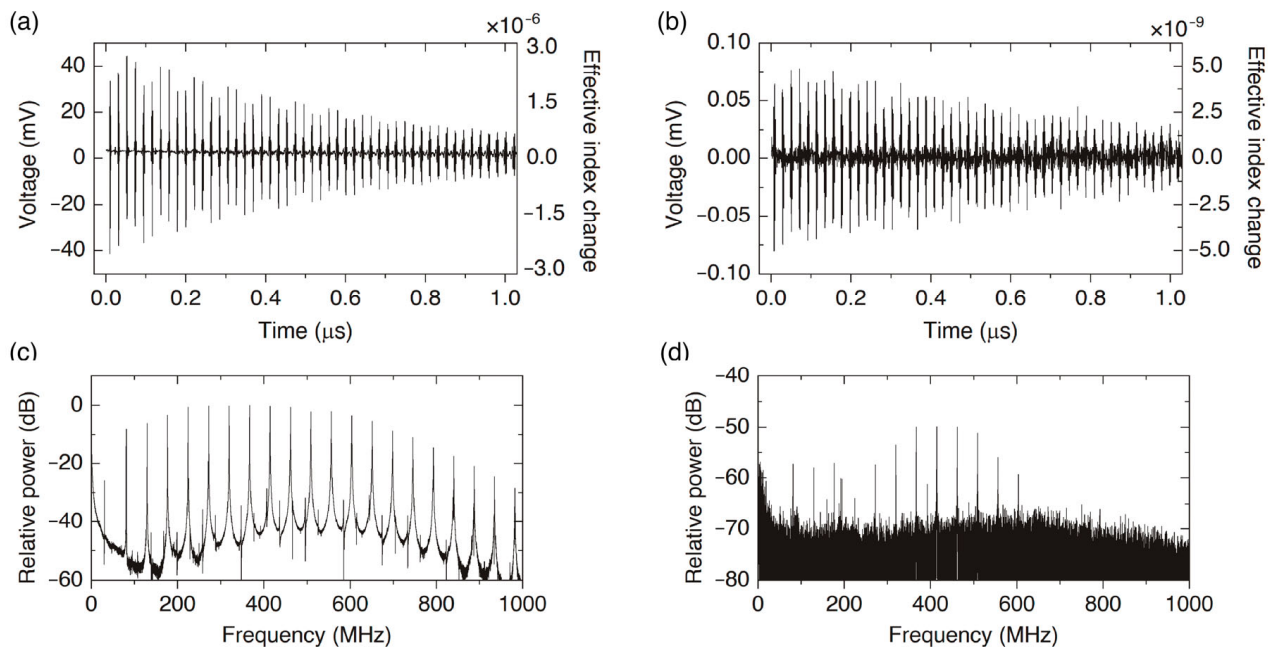 (a)
×10⁻⁶
Voltage (mV)
40
20
0
−20
−40
3.0
1.5
0.0
−1.5
−3.0
Effective index change
0.0 0.2 0.4 0.6 0.8 1.0
Time (μs)
(b)
×10⁻⁹
Voltage (mV)
0.10
0.05
0.00
−0.05
−0.10
5.0
2.5
0.0
−2.5
−5.0
Effective index change
0.0 0.2 0.4 0.6 0.8 1.0
Time (μs)
(c)
Relative power (dB)
0
−20
−40
−60
0 200 400 600 800 1000
Frequency (MHz)
(d)
Relative power (dB)
−40
−50
−60
−70
−80
0 200 400 600 800 1000
Frequency (MHz)